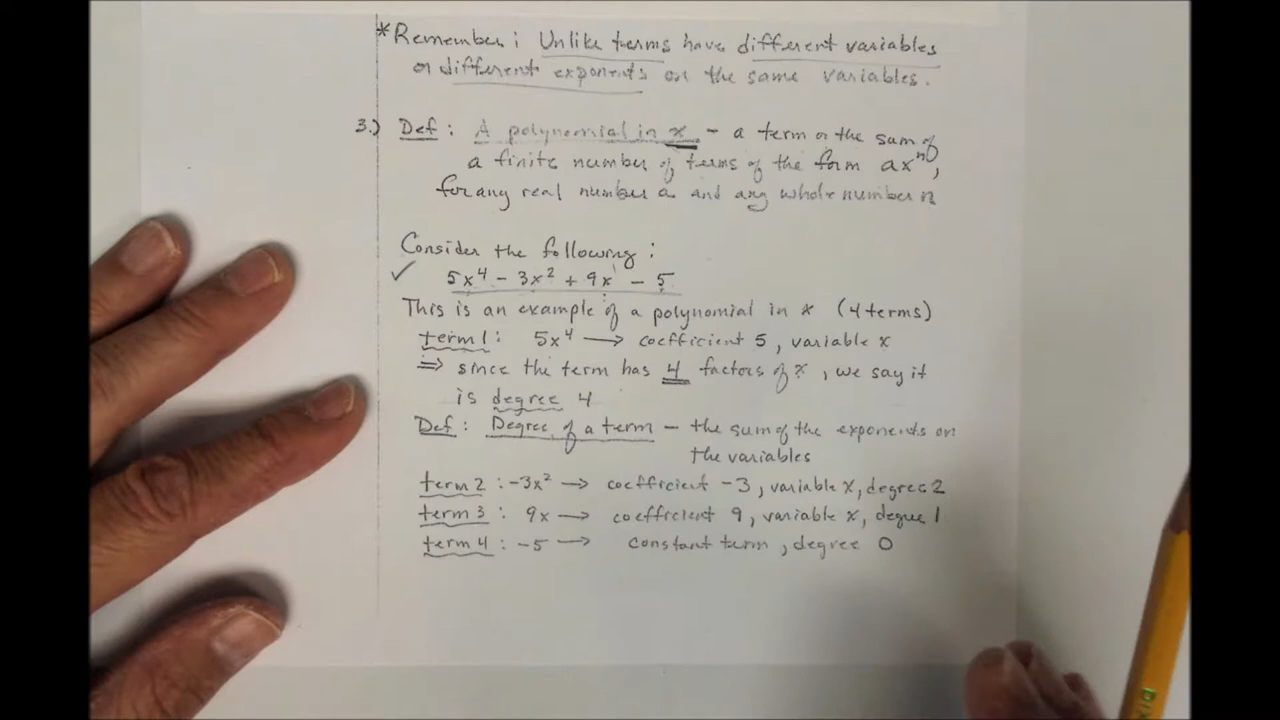 *Remember: Unlike terms have different variables
or different exponents on the same variables.
3.) Def: A polynomial in x - a term or the sum of
a finite number of terms of the form axⁿ,
for any real number a and any whole number n
Consider the following:
✓ 5x⁴ - 3x² + 9x¹ - 5
This is an example of a polynomial in x (4 terms)
term 1: 5x⁴ → coefficient 5, variable x
⇒ since the term has 4 factors of x, we say it
is degree 4
Def: Degree of a term - the sum of the exponents on
the variables
term 2: -3x² → coefficient -3, variable x, degree 2
term 3: 9x → coefficient 9, variable x, degree 1
term 4: -5 → constant term, degree 0